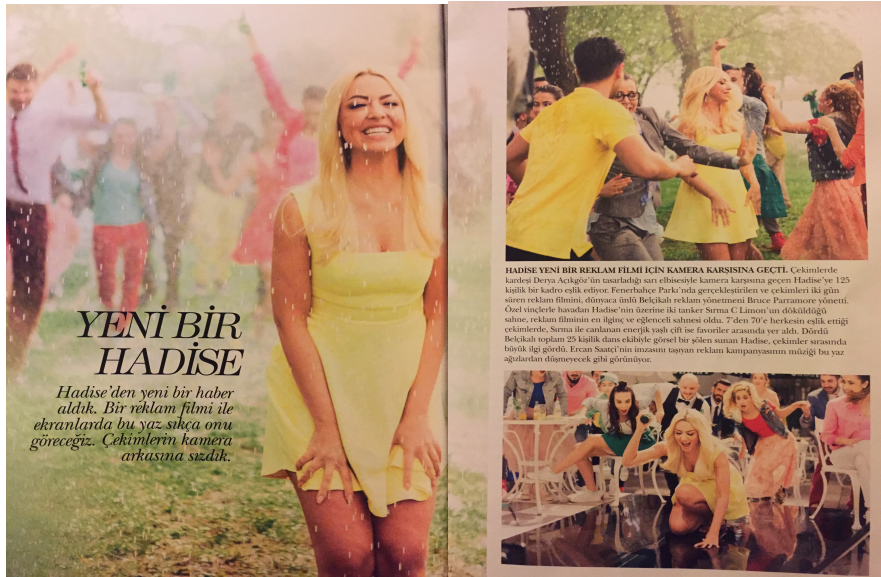 YENİ BİR
HADİSE
Hadise'den yeni bir haber
aldık. Bir reklam filmi ile
ekranlarda bu yaz sıkça onu
göreceğiz. Çekimlerin kamera
arkasına sızdık.
HADİSE YENİ BİR REKLAM FİLMİ İÇİN KAMERA KARŞISINA GEÇTİ. Çekimlerde
kardeşi Derya Açıkgöz'ün tasarladığı sarı elbisesiyle kamera karşısına geçen Hadise'ye 125
kişilik bir kadro eşlik ediyor. Fenerbahçe Parkı'nda gerçekleştirilen ve çekimleri iki gün
süren reklam filmini, dünyaca ünlü Belçikalı reklam yönetmeni Bruce Parramore yönetti.
Özel vinçlerle havadan Hadise'nin üzerine iki tanker Sırma C Limon'un döküldüğü
sahne, reklam filminin en ilginç ve eğlenceli sahnesi oldu. 7'den 70'e herkesin eşlik ettiği
çekimlerde, Sırma ile canlanan enerjik yaşlı çift ise favoriler arasında yer aldı. Dördü
Belçikalı toplam 25 kişilik dans ekibiyle görsel bir şölen sunan Hadise, çekimler sırasında
büyük ilgi gördü. Ercan Saatçi'nin imzasını taşıyan reklam kampanyasının müziği bu yaz
ağızlardan düşmeyecek gibi görünüyor.